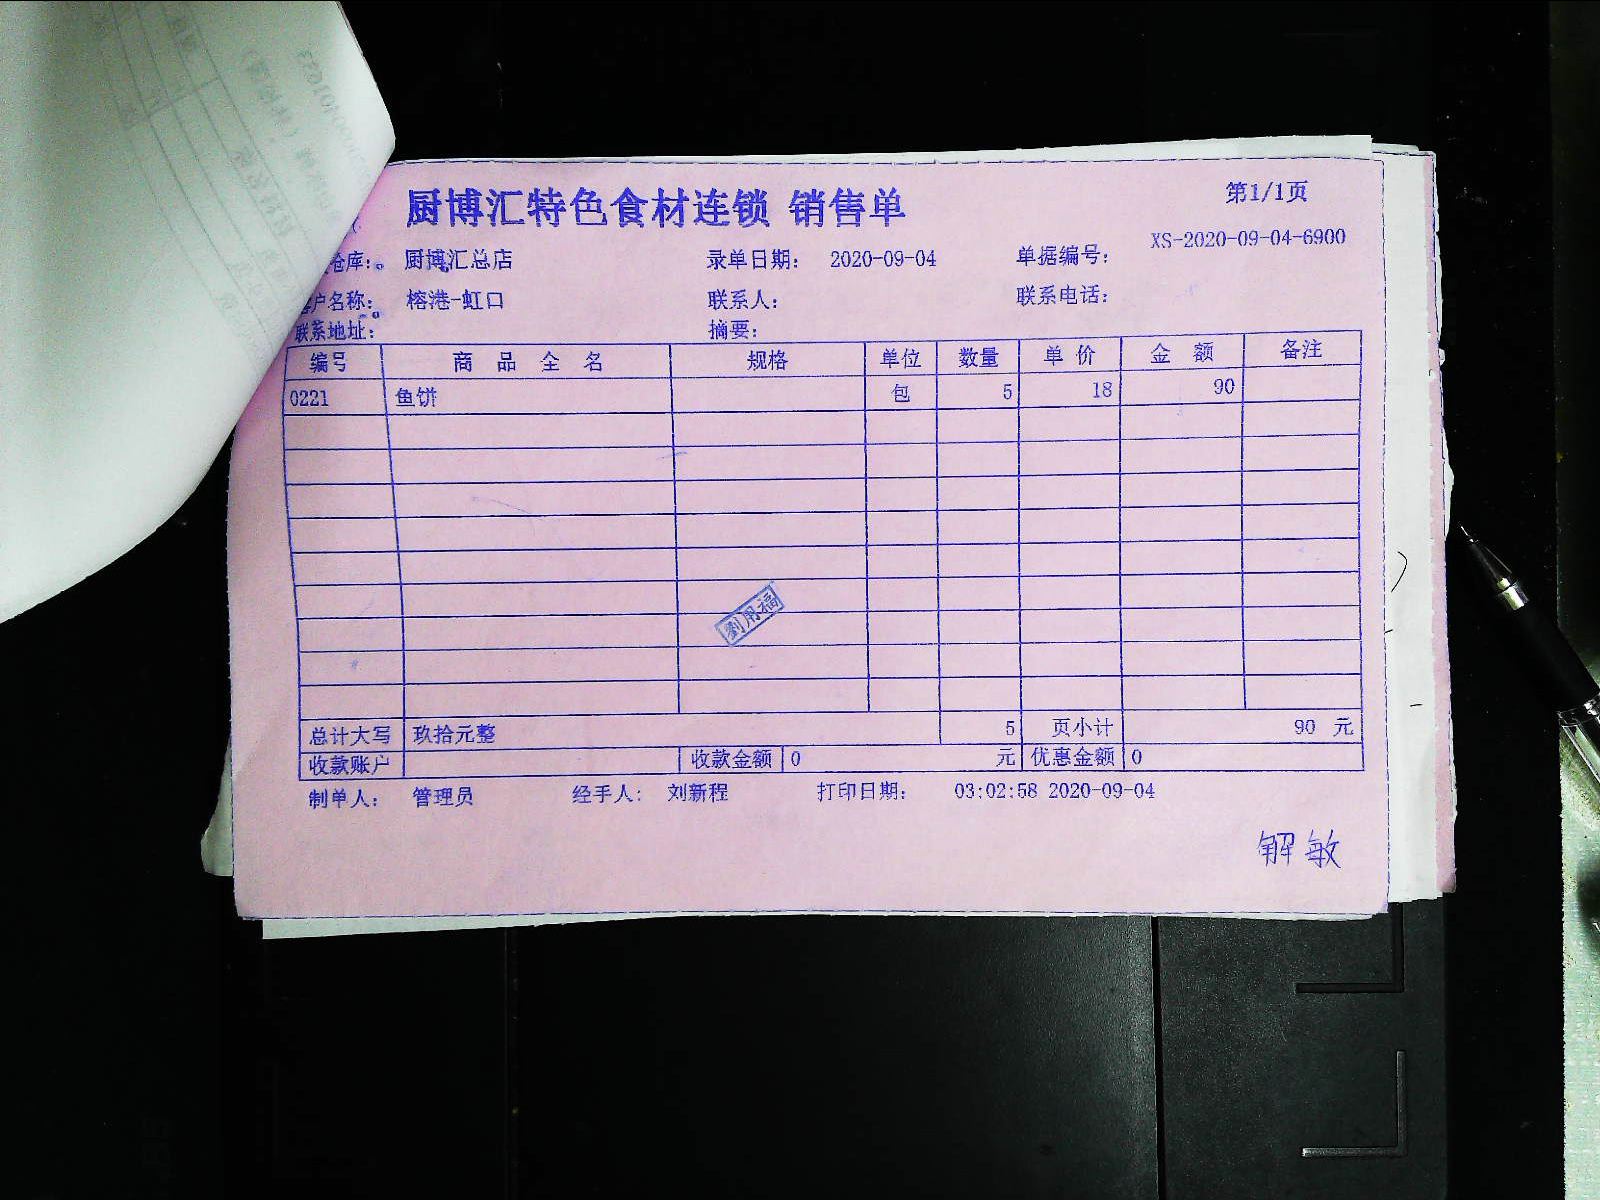 厨博汇特色食材连锁 销售单
第1/1页
仓库: 厨博汇总店 录单日期: 2020-09-04 单据编号: XS-2020-09-04-6900
客户名称: 榕港-虹口 联系人: 联系电话:
联系地址: 摘要:
编号 商品全名 规格 单位 数量 单价 金额 备注
0221 鱼饼 包 5 18 90
劉用福
总计大写 玖拾元整 5 页小计 90 元
收款账户 收款金额 0 元 优惠金额 0
制单人: 管理员 经手人: 刘新程 打印日期: 03:02:58 2020-09-04
解敏